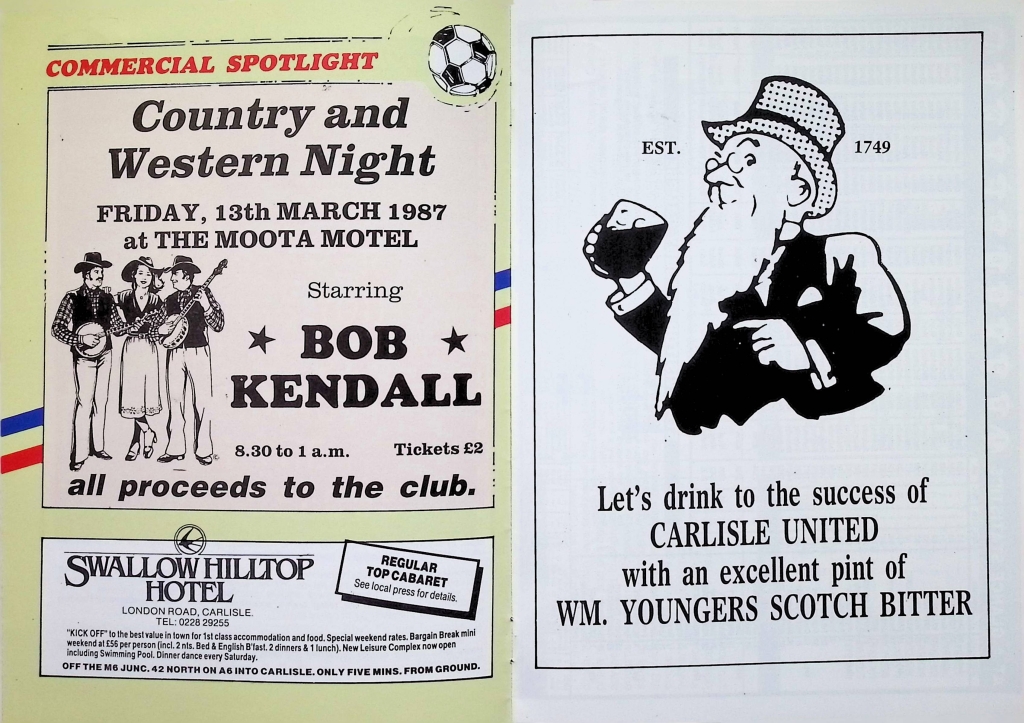 COMMERCIAL SPOTLIGHT
Country and
Western Night
FRIDAY, 13th MARCH 1987
at THE MOOTA MOTEL
Starring
★ BOB ★
KENDALL
8.30 to 1 a.m. Tickets £2
all proceeds to the club.
SWALLOW HILLTOP
HOTEL
LONDON ROAD, CARLISLE.
TEL: 0228 29255
REGULAR
TOP CABARET
See local press for details.
"KICK OFF" to the best value in town for 1st class accommodation and food. Special weekend rates. Bargain Break mini
weekend at £56 per person (incl. 2 nts. Bed & English B'fast. 2 dinners & 1 lunch). New Leisure Complex now open
including Swimming Pool. Dinner dance every Saturday.
OFF THE M6 JUNC. 42 NORTH ON A6 INTO CARLISLE. ONLY FIVE MINS. FROM GROUND.
EST. 1749
Let's drink to the success of
CARLISLE UNITED
with an excellent pint of
WM. YOUNGERS SCOTCH BITTER